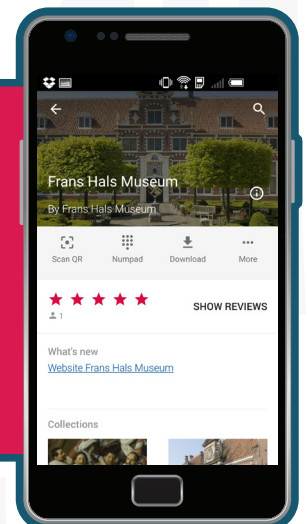 Frans Hals Museum
By Frans Hals Museum
Scan QR
Numpad
Download
More
SHOW REVIEWS
1
What's new
Website Frans Hals Museum
Collections